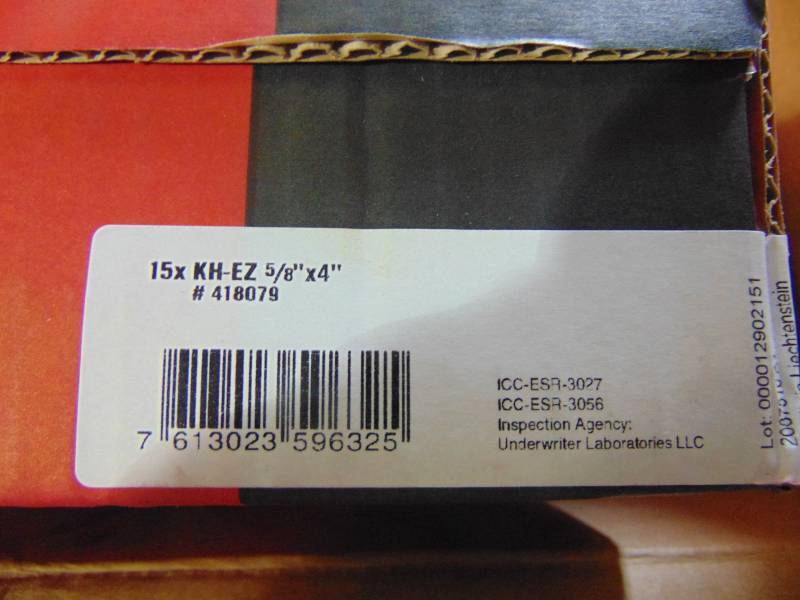 15x KH-EZ 5/8"x4"
# 418079
7 613023 596325
ICC-ESR-3027
ICC-ESR-3056
Inspection Agency:
Underwriter Laboratories LLC
Lot: 0000012902151
Liechtenstein